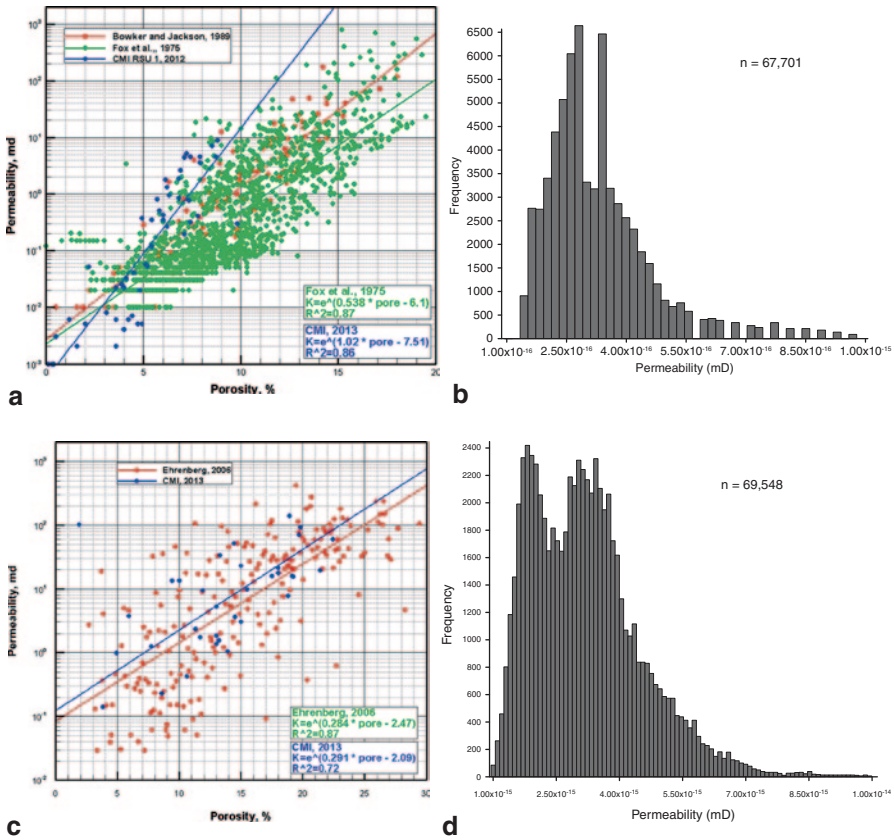 Bowker and Jackson, 1989
Fox et al., 1975
CMI RSU 1, 2012
Permeability, md
Fox et al., 1975
K=e^(0.538 * pore - 6.1)
R^2=0.87
CMI, 2013
K=e^(1.02 * pore - 7.51)
R^2=0.86
0
5
10
15
20
Porosity, %
a
6500
6000
5500
5000
4500
4000
3500
3000
2500
2000
1500
1000
500
0
Frequency
n = 67,701
1.00x10-16
2.50x10-16
4.00x10-16
5.50x10-16
7.00x10-16
8.50x10-16
1.00x10-15
Permeability (mD)
b
Ehrenberg, 2006
CMI, 2013
Permeability, md
Ehrenberg, 2006
K=e^(0.284 * pore - 2.47)
R^2=0.87
CMI, 2013
K=e^(0.291 * pore - 2.09)
R^2=0.72
0
5
10
15
20
25
30
Porosity, %
c
2400
2200
2000
1800
1600
1400
1200
1000
800
600
400
200
0
Frequency
n = 69,548
1.00x10-15
2.50x10-15
4.00x10-15
5.50x10-15
7.00x10-15
8.50x10-15
1.00x10-14
Permeability (mD)
d